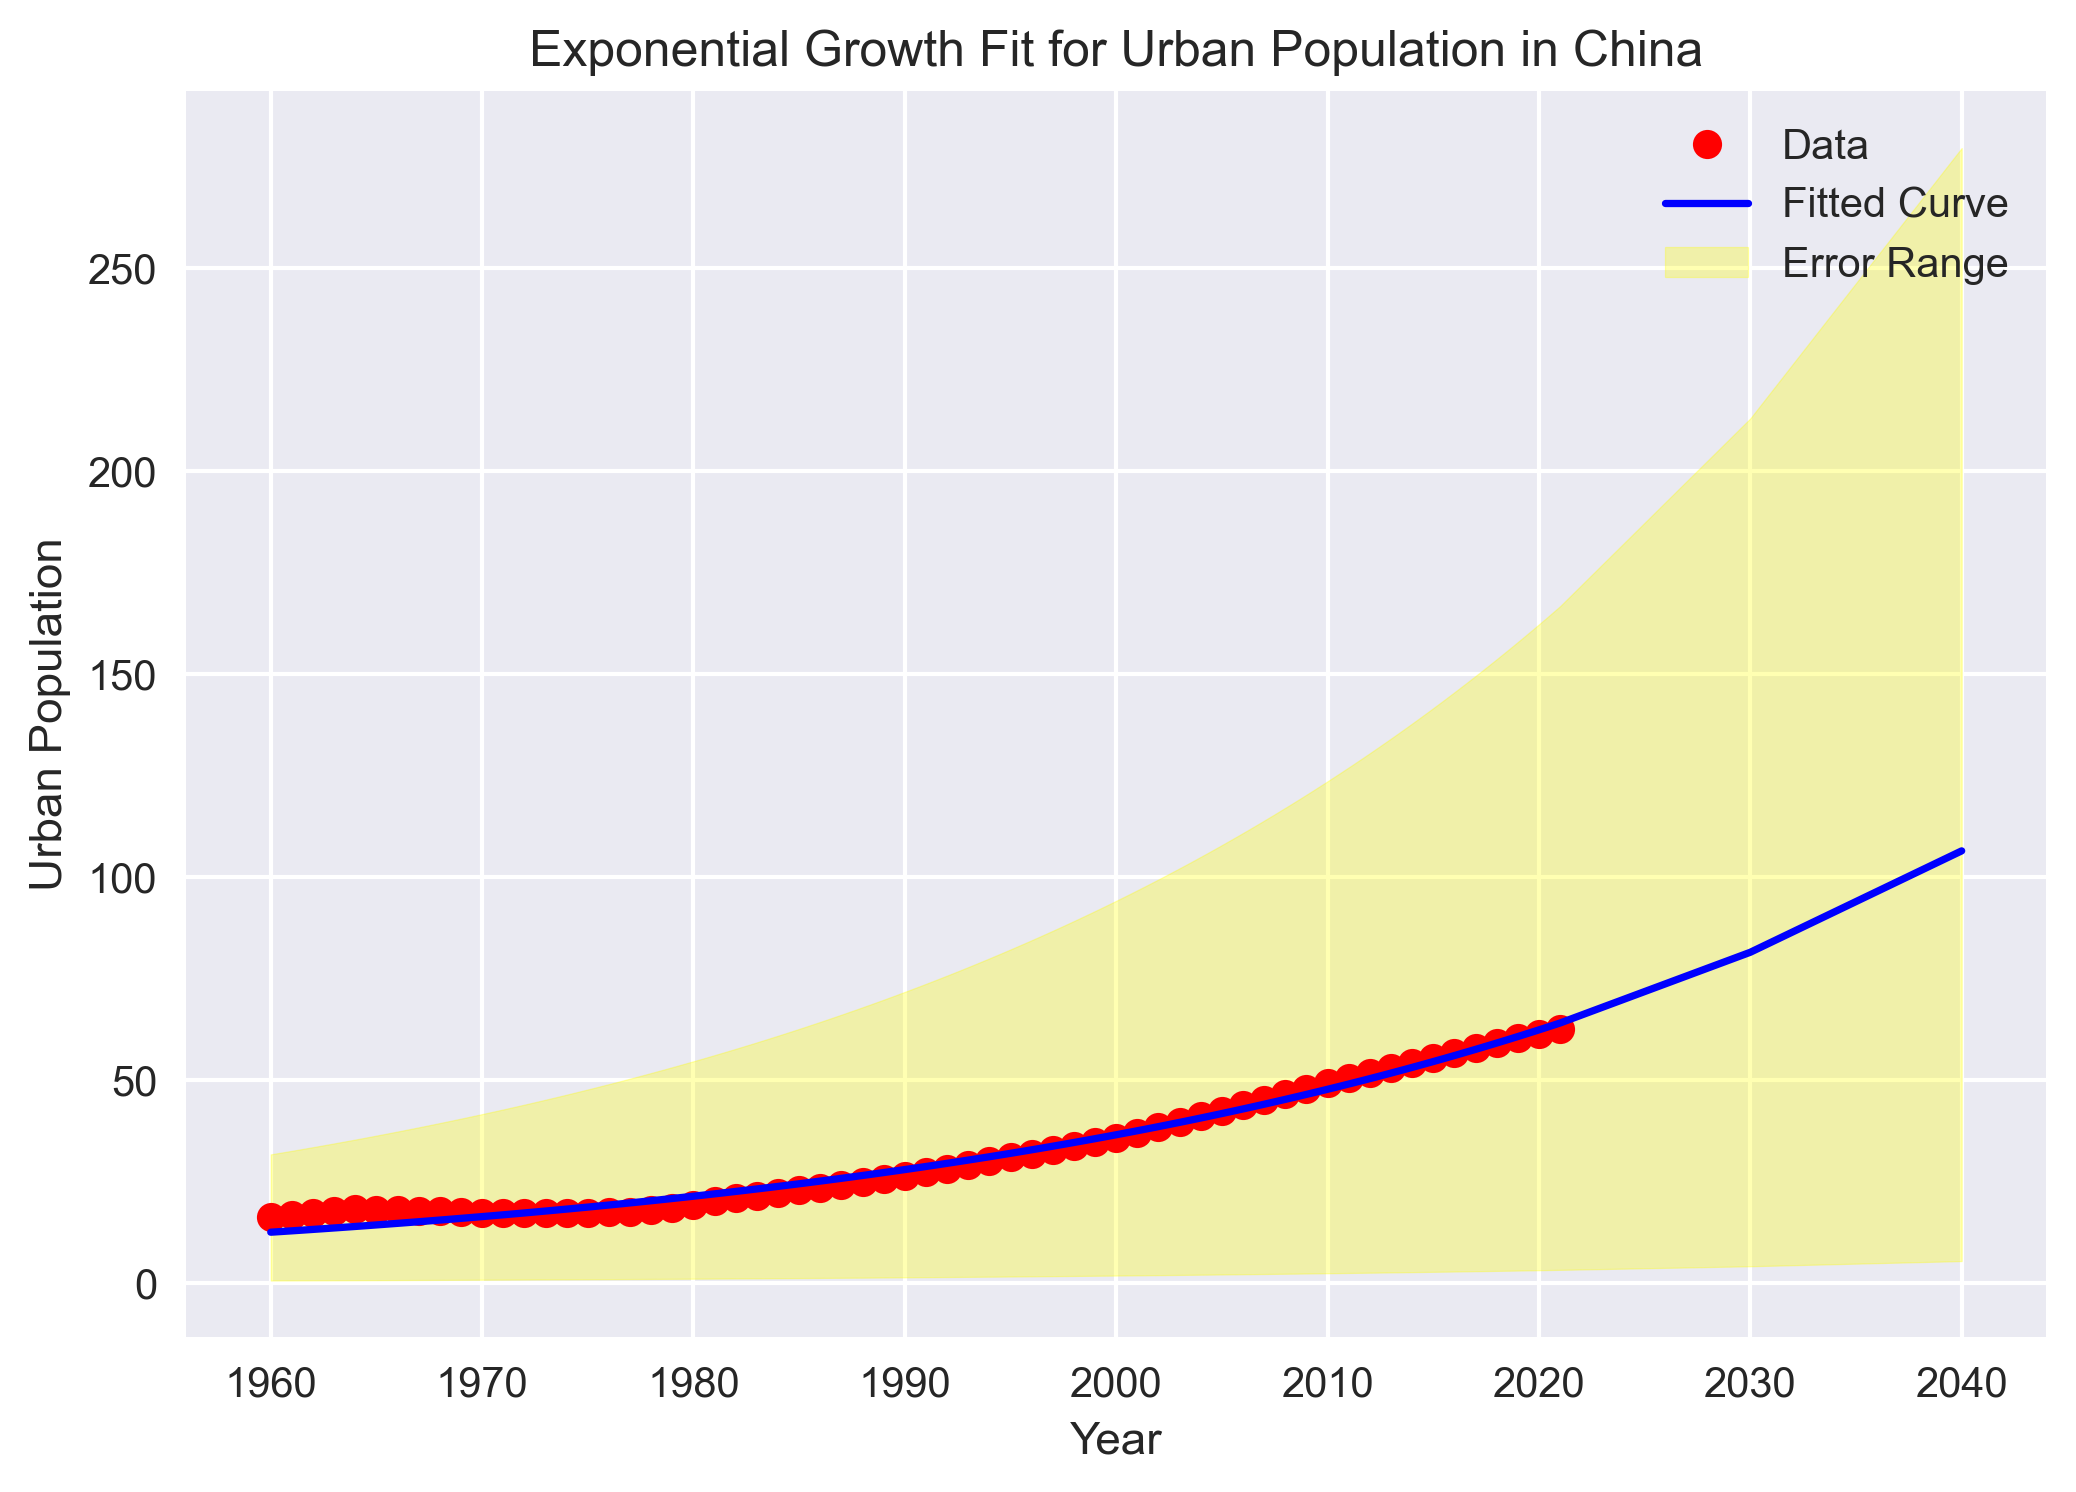 Exponential Growth Fit for Urban Population in China
Data
Fitted Curve
Error Range
Urban Population
250
200
150
100
50
0
1960 1970 1980 1990 2000 2010 2020 2030 2040
Year